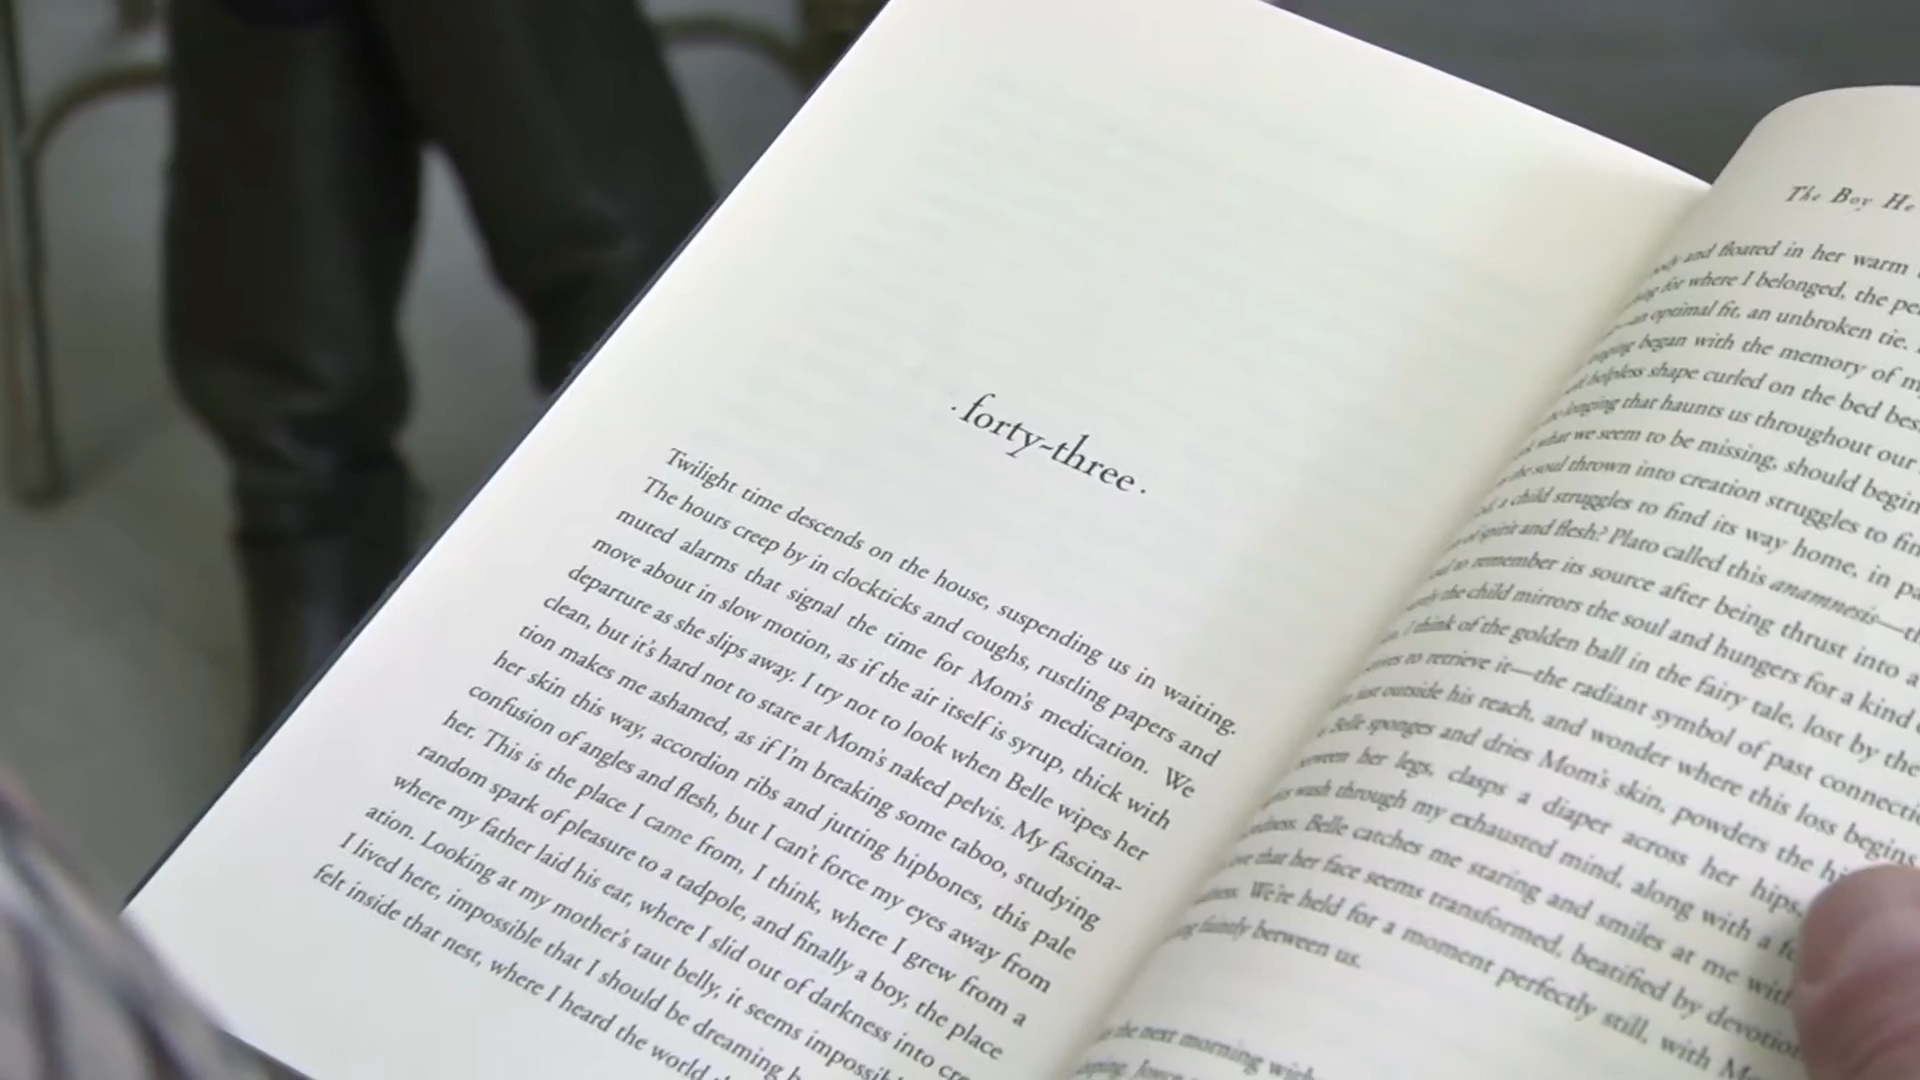 · forty-three ·
Twilight time descends on the house, suspending us in waiting.
The hours creep by in clockticks and coughs, rustling papers and
muted alarms that signal the time for Mom's medication. We
move about in slow motion, as if the air itself is syrup, thick with
departure as she slips away. I try not to look when Belle wipes her
clean, but it's hard not to stare at Mom's naked pelvis. My fascina-
tion makes me ashamed, as if I'm breaking some taboo, studying
her skin this way, accordion ribs and jutting hipbones, this pale
confusion of angles and flesh, but I can't force my eyes away from
her. This is the place I came from, I think, where I grew from a
random spark of pleasure to a tadpole, and finally a boy, the place
where my father laid his ear, where I slid out of darkness into cre
ation. Looking at my mother's taut belly, it seems impossib
I lived here, impossible that I should be dreaming
felt inside that nest, where I heard the world
The Boy He
and floated in her warm
for where I belonged, the pe
an optimal fit, an unbroken tie.
began with the memory of m
helpless shape curled on the bed bes
longing that haunts us throughout our
what we seem to be missing, should begin
the soul thrown into creation struggles to fin
a child struggles to find its way home, in pa
of spirit and flesh? Plato called this anamnesis—th
to remember its source after being thrust into a
the child mirrors the soul and hungers for a kind
I think of the golden ball in the fairy tale, lost by the
to retrieve it—the radiant symbol of past connectio
just outside his reach, and wonder where this loss begins
Belle sponges and dries Mom's skin, powders the hi
between her legs, clasps a diaper across her hips.
wash through my exhausted mind, along with a fe
Belle catches me staring and smiles at me with
that her face seems transformed, beatified by devotion
We're held for a moment perfectly still, with Mo
faintly between us.
the next morning with